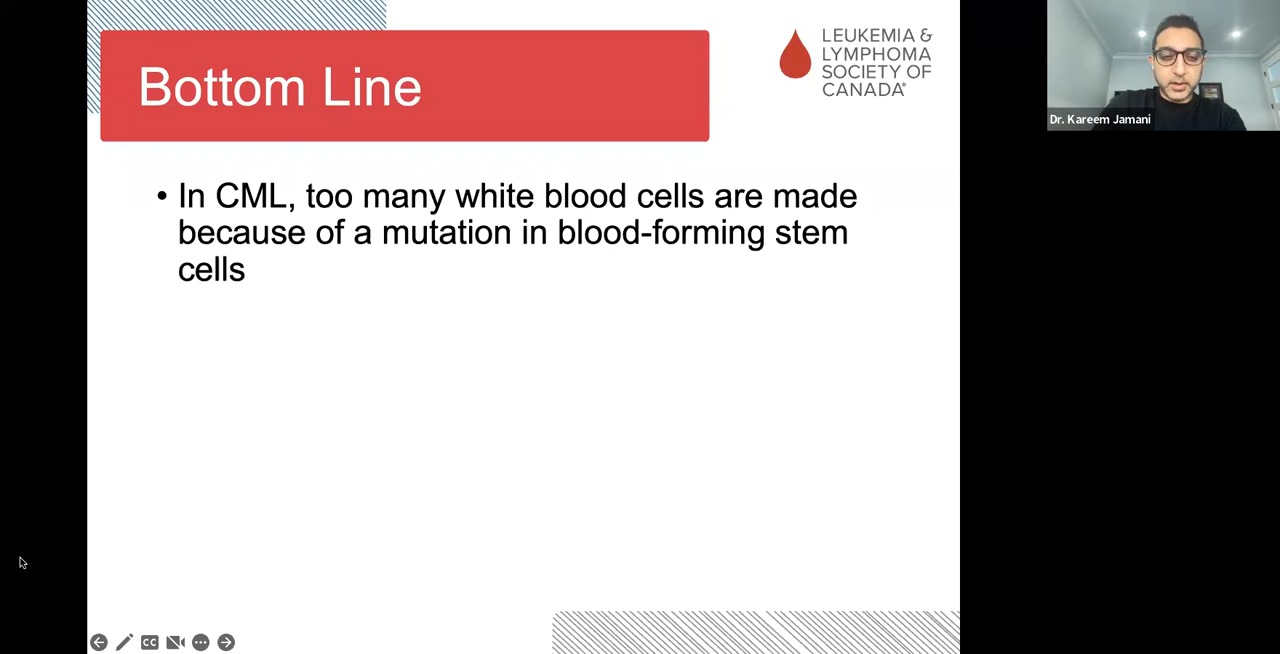 Bottom Line
LEUKEMIA &
LYMPHOMA
SOCIETY OF
CANADA®
Dr. Kareem Jamani
• In CML, too many white blood cells are made
because of a mutation in blood-forming stem
cells
CC